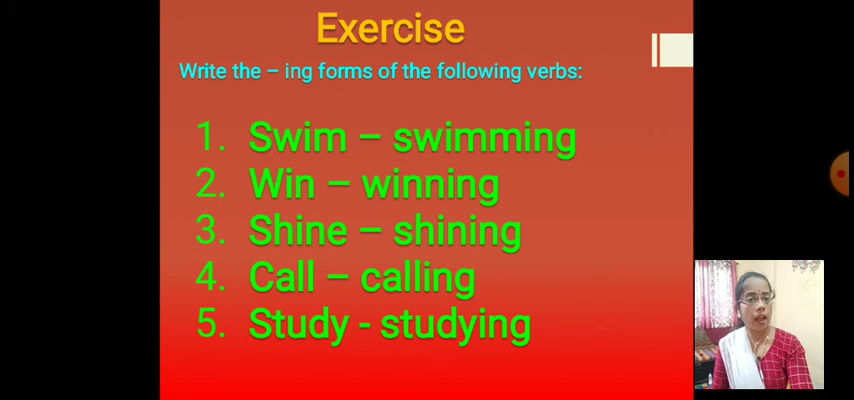 Exercise
Write the – ing forms of the following verbs:
1. Swim – swimming
2. Win – winning
3. Shine – shining
4. Call – calling
5. Study - studying